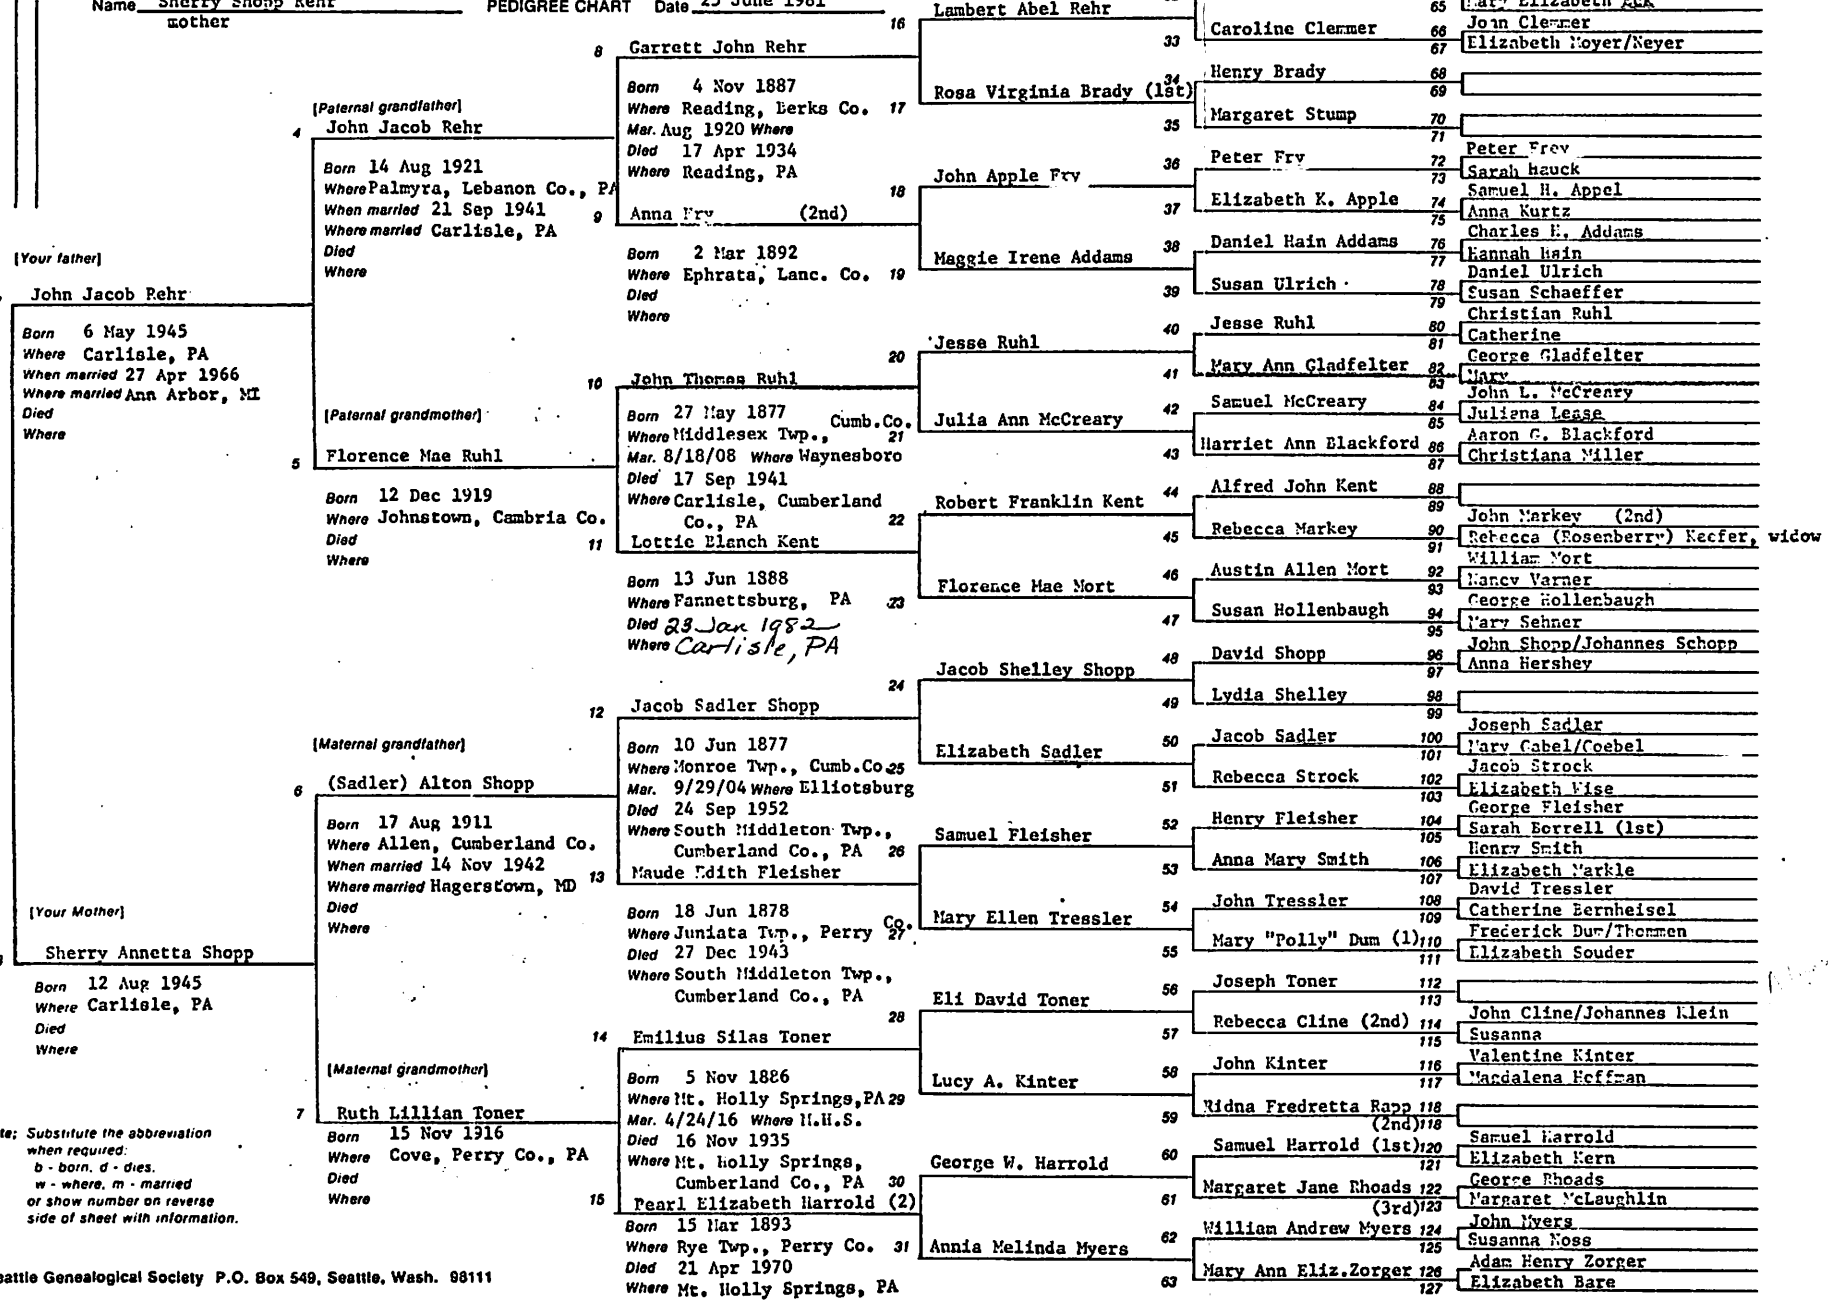 Name Sherry Shopp Rehr PEDIGREE CHART Date 25 June 1981
mother
[Your father]
John Jacob Rehr
Born 6 May 1945
Where Carlisle, PA
When married 27 Apr 1966
Where married Ann Arbor, MI
Died
Where
[Your Mother]
Sherry Annetta Shopp
Born 12 Aug 1945
Where Carlisle, PA
Died
Where
Substitute the abbreviation
when required:
b - born, d - dies,
w - where, m - married
or show number on reverse
side of sheet with information.
Genealogical Society P.O. Box 549, Seattle, Wash. 98111
[Paternal grandfather]
4 John Jacob Rehr
Born 14 Aug 1921
Where Palmyra, Lebanon Co., PA
When married 21 Sep 1941
Where married Carlisle, PA
Died
Where
[Paternal grandmother]
5 Florence Mae Ruhl
Born 12 Dec 1919
Where Johnstown, Cambria Co.
Died
Where
[Maternal grandfather]
6 (Sadler) Alton Shopp
Born 17 Aug 1911
Where Allen, Cumberland Co.
When married 14 Nov 1942
Where married Hagerstown, MD
Died
Where
[Maternal grandmother]
7 Ruth Lillian Toner
Born 15 Nov 1916
Where Cove, Perry Co., PA
Died
Where
8 Garrett John Rehr
Born 4 Nov 1887
Where Reading, Berks Co.
Mar. Aug 1920 Where
Died 17 Apr 1934
Where Reading, PA
9 Anna Fry (2nd)
Born 2 Mar 1892
Where Ephrata, Lanc. Co.
Died
Where
10 John Thomas Ruhl
Born 27 May 1877 Cumb.Co.
Where Middlesex Twp.,
Mar. 8/18/08 Where Waynesboro
Died 17 Sep 1941
Where Carlisle, Cumberland
Co., PA
11 Lottie Blanch Kent
Born 13 Jun 1888
Where Fannettsburg, PA
Died 23 Jan 1982
Where Carlisle, PA
12 Jacob Sadler Shopp
Born 10 Jun 1877
Where Monroe Twp., Cumb.Co.
Mar. 9/29/04 Where Elliotsburg
Died 24 Sep 1952
Where South Middleton Twp.,
Cumberland Co., PA
13 Maude Edith Fleisher
Born 18 Jun 1878
Where Juniata Twp., Perry Co.
Died 27 Dec 1943
Where South Middleton Twp.,
Cumberland Co., PA
14 Emilius Silas Toner
Born 5 Nov 1886
Where Mt. Holly Springs, PA
Mar. 4/24/16 Where M.H.S.
Died 16 Nov 1935
Where Mt. Holly Springs,
Cumberland Co., PA
15 Pearl Elizabeth Harrold (2)
Born 15 Mar 1893
Where Rye Twp., Perry Co.
Died 21 Apr 1970
Where Mt. Holly Springs, PA
16 Lambert Abel Rehr
17 Rosa Virginia Brady (1st)
18 John Apple Fry
19 Maggie Irene Addams
20 Jesse Ruhl
21 Julia Ann McCreary
22 Robert Franklin Kent
23 Florence Mae Mort
24 Jacob Shelley Shopp
25 Elizabeth Sadler
26 Samuel Fleisher
27 Mary Ellen Tressler
28 Eli David Toner
29 Lucy A. Kinter
30 George W. Harrold
31 Annia Melinda Myers
33 Caroline Clemmer
34 Henry Brady
35 Margaret Stump
36 Peter Fry
37 Elizabeth K. Apple
38 Daniel Hain Addams
39 Susan Ulrich
40 Jesse Ruhl
41 Mary Ann Gladfelter
42 Samuel McCreary
43 Harriet Ann Blackford
44 Alfred John Kent
45 Rebecca Markey
46 Austin Allen Mort
47 Susan Hollenbaugh
48 David Shopp
49 Lydia Shelley
50 Jacob Sadler
51 Rebecca Strock
52 Henry Fleisher
53 Anna Mary Smith
54 John Tressler
55 Mary "Polly" Dum (1)
56 Joseph Toner
57 Rebecca Cline (2nd)
58 John Kinter
59 Ridna Fredretta Rapp
(2nd)
60 Samuel Harrold (1st)
61 Margaret Jane Rhoads
(3rd)
62 William Andrew Myers
63 Mary Ann Eliz.Zorger
65 Mary Elizabeth Eck
66 John Clemmer
67 Elizabeth Moyer/Meyer
68
69
70
71
72 Peter Frey
73 Sarah Hauck
74 Samuel H. Appel
75 Anna Kurtz
76 Charles H. Addams
77 Hannah Hain
78 Daniel Ulrich
79 Susan Schaeffer
80 Christian Ruhl
81 Catherine
82 George Gladfelter
83 Mary
84 John L. McCreary
85 Juliana Lease
86 Aaron G. Blackford
87 Christiana Miller
88
89
90 John Markey (2nd)
91 Rebecca (Rosenberry) Keefer, widow
92 William Mort
93 Nancy Varner
94 George Hollenbaugh
95 Mary Sehner
96 John Shopp/Johannes Schopp
97 Anna Hershey
98
99
100 Joseph Sadler
101 Mary Gabel/Goebel
102 Jacob Strock
103 Elizabeth Wise
104 George Fleisher
105 Sarah Borrell (1st)
106 Henry Smith
107 Elizabeth Markle
108 David Tressler
109 Catherine Bernheisel
110 Frederick Dum/Thommen
111 Elizabeth Souder
112
113
114 John Cline/Johannes Klein
115 Susanna
116 Valentine Kinter
117 Magdalena Hoffman
118
118
120 Samuel Harrold
121 Elizabeth Kern
122 George Rhoads
123 Margaret McLaughlin
124 John Myers
125 Susanna Noss
126 Adam Henry Zorger
127 Elizabeth Bare